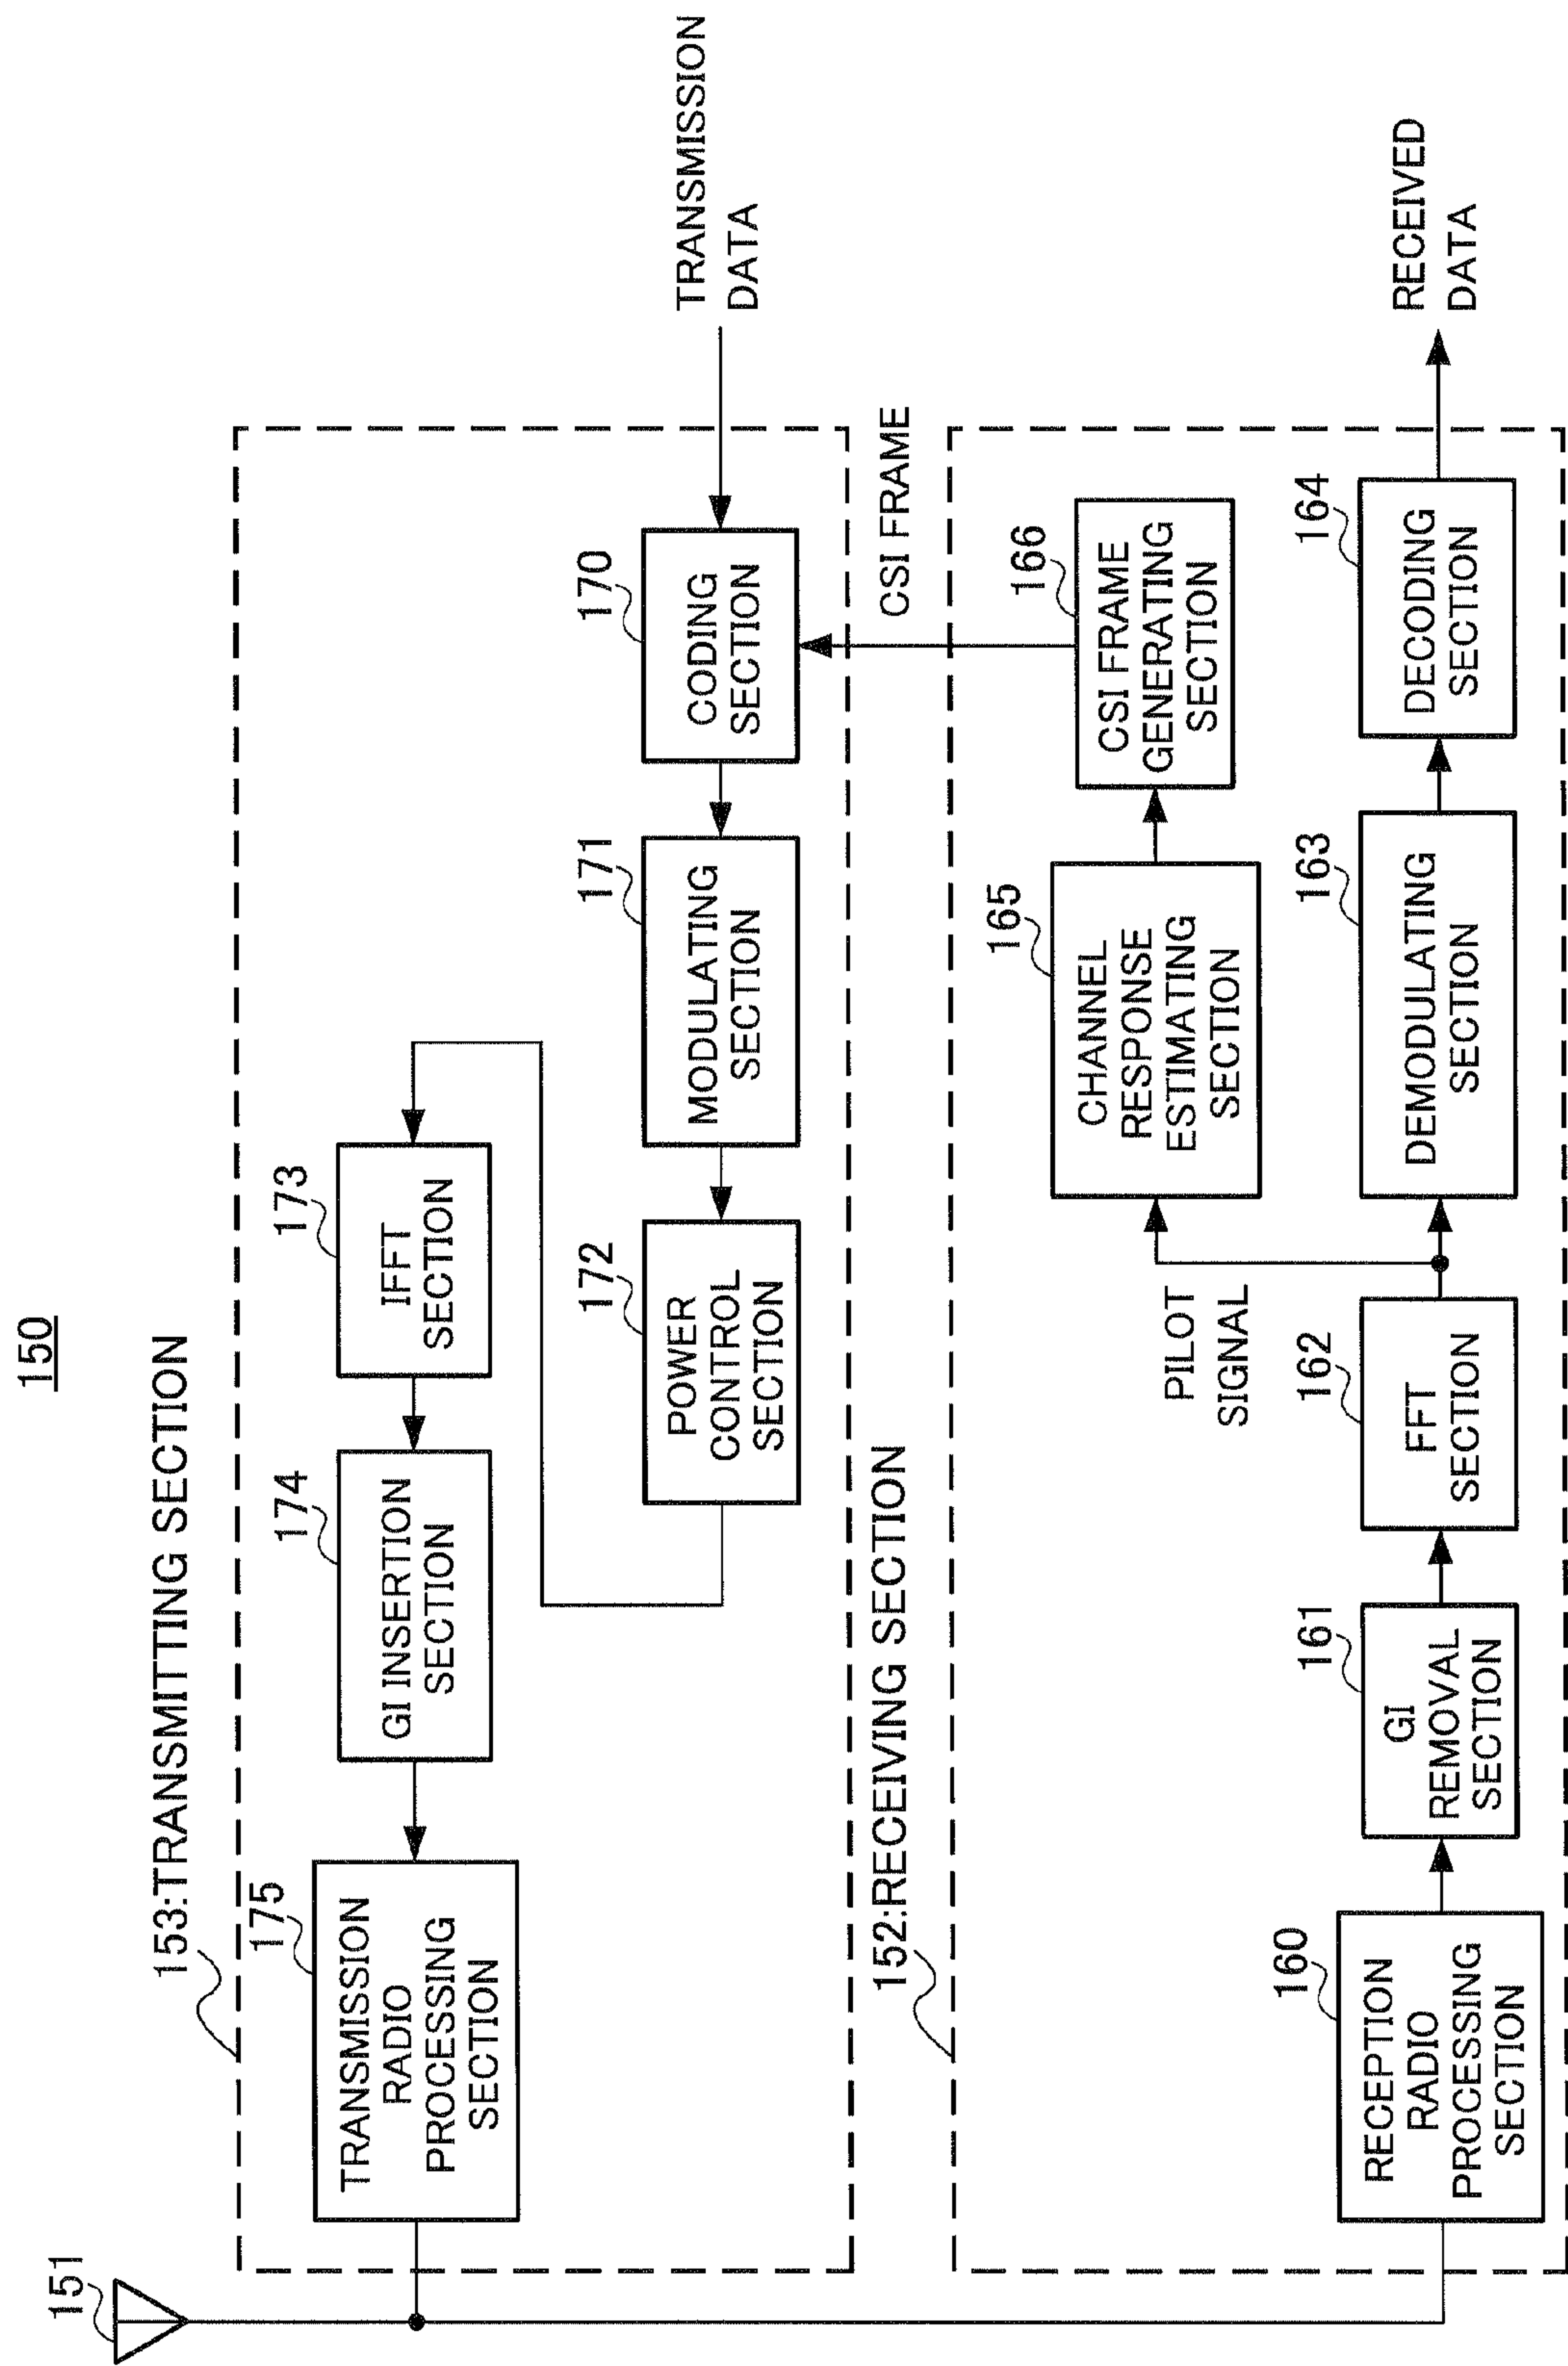 150
151
153:TRANSMITTING SECTION
175
TRANSMISSION
RADIO
PROCESSING
SECTION
174
GI INSERTION
SECTION
173
IFFT
SECTION
172
POWER
CONTROL
SECTION
171
MODULATING
SECTION
170
CODING
SECTION
TRANSMISSION
DATA
CSI FRAME
152:RECEIVING SECTION
160
RECEPTION
RADIO
PROCESSING
SECTION
161
GI
REMOVAL
SECTION
162
FFT
SECTION
PILOT
SIGNAL
165
CHANNEL
RESPONSE
ESTIMATING
SECTION
166
CSI FRAME
GENERATING
SECTION
163
DEMODULATING
SECTION
164
DECODING
SECTION
RECEIVED
DATA